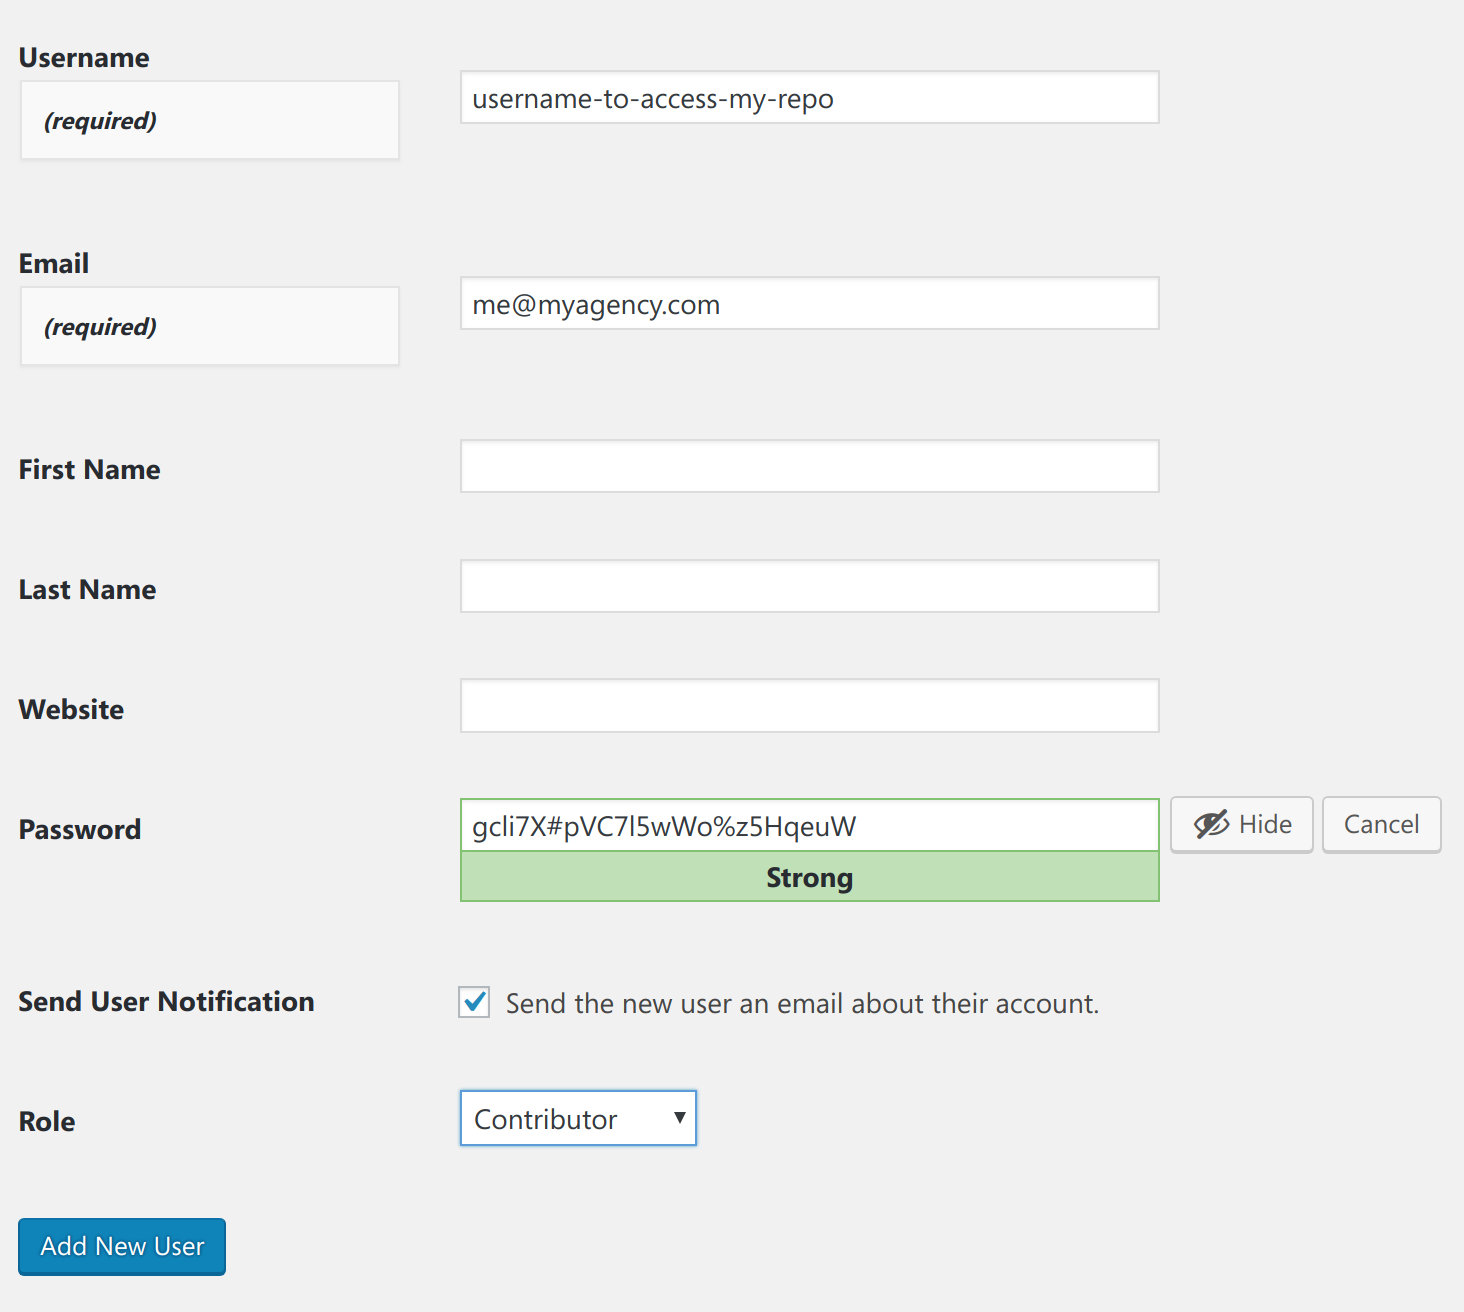 Username
(required)
username-to-access-my-repo
Email
(required)
me@myagency.com
First Name
Last Name
Website
Password
gcli7X#pVC7l5wWo%z5HqeuW
Hide
Cancel
Strong
Send User Notification
Send the new user an email about their account.
Role
Contributor
Add New User